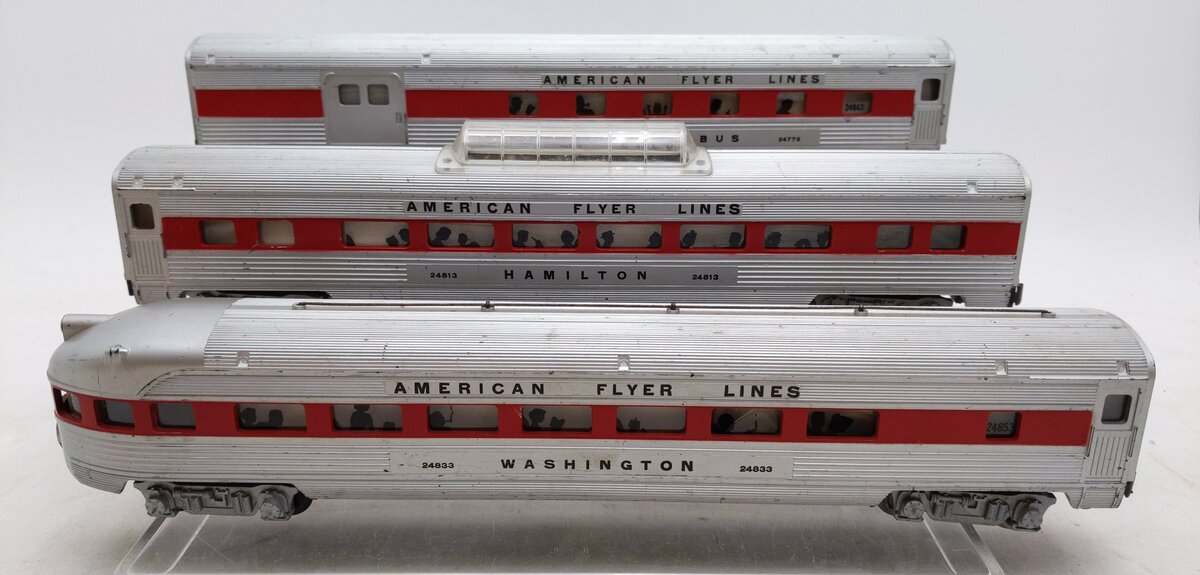 AMERICAN FLYER LINES
24843
BUS 24773
AMERICAN FLYER LINES
24813 HAMILTON 24813
AMERICAN FLYER LINES
24853
24833 WASHINGTON 24833